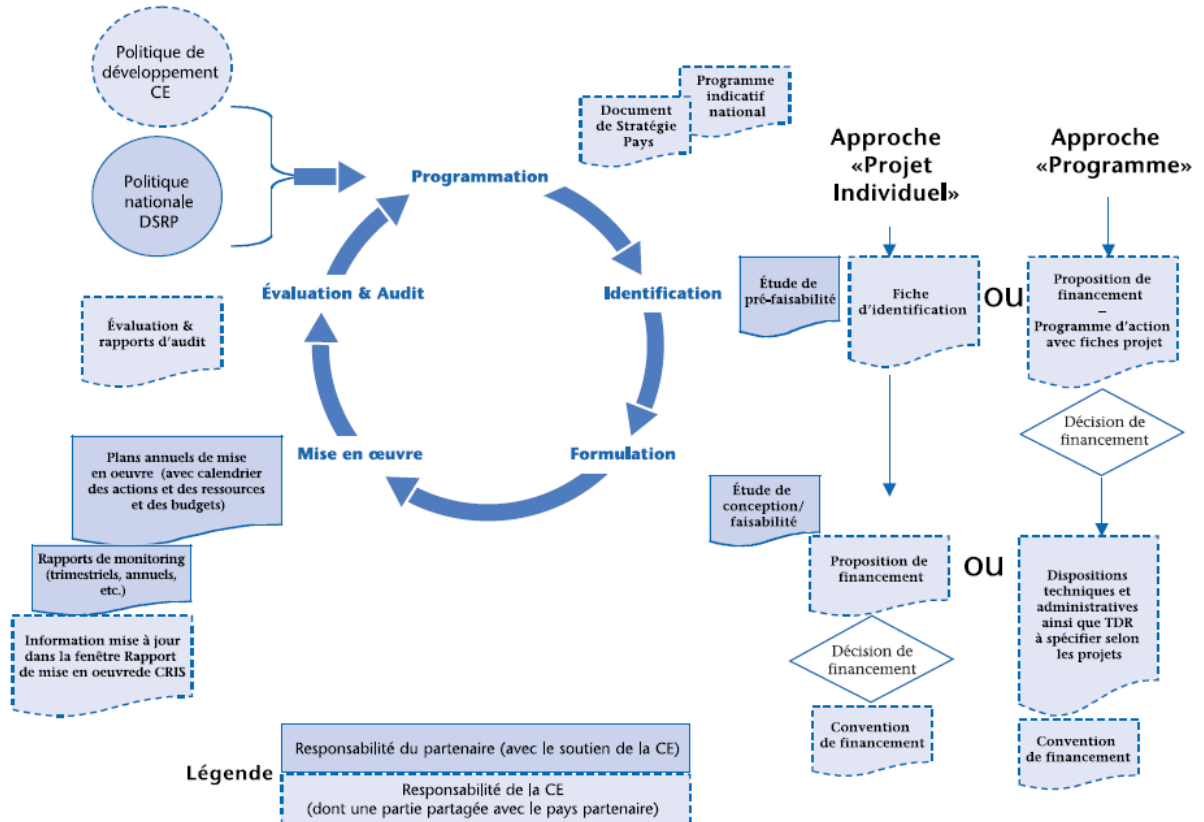 Politique de
développement
CE
Politique
nationale
DSRP
Programme
indicatif
national
Document
de Stratégie
Pays
Programmation
Identification
Formulation
Mise en œuvre
Évaluation & Audit
Évaluation &
rapports d'audit
Plans annuels de mise
en oeuvre (avec calendrier
des actions et des ressources
et des budgets)
Rapports de monitoring
(trimestriels, annuels,
etc.)
Information mise à jour
dans la fenêtre Rapport
de mise en oeuvrede CRIS
Approche
«Projet
Individuel»
Approche
«Programme»
Étude de
pré-faisabilité
Fiche
d'identification
ou
Proposition de
financement
–
Programme d'action
avec fiches projet
Décision de
financement
Étude de
conception/
faisabilité
Proposition de
financement
ou
Dispositions
techniques et
administratives
ainsi que TDR
à spécifier selon
les projets
Décision de
financement
Convention
de financement
Convention
de financement
Légende
Responsabilité du partenaire (avec le soutien de la CE)
Responsabilité de la CE
(dont une partie partagée avec le pays partenaire)